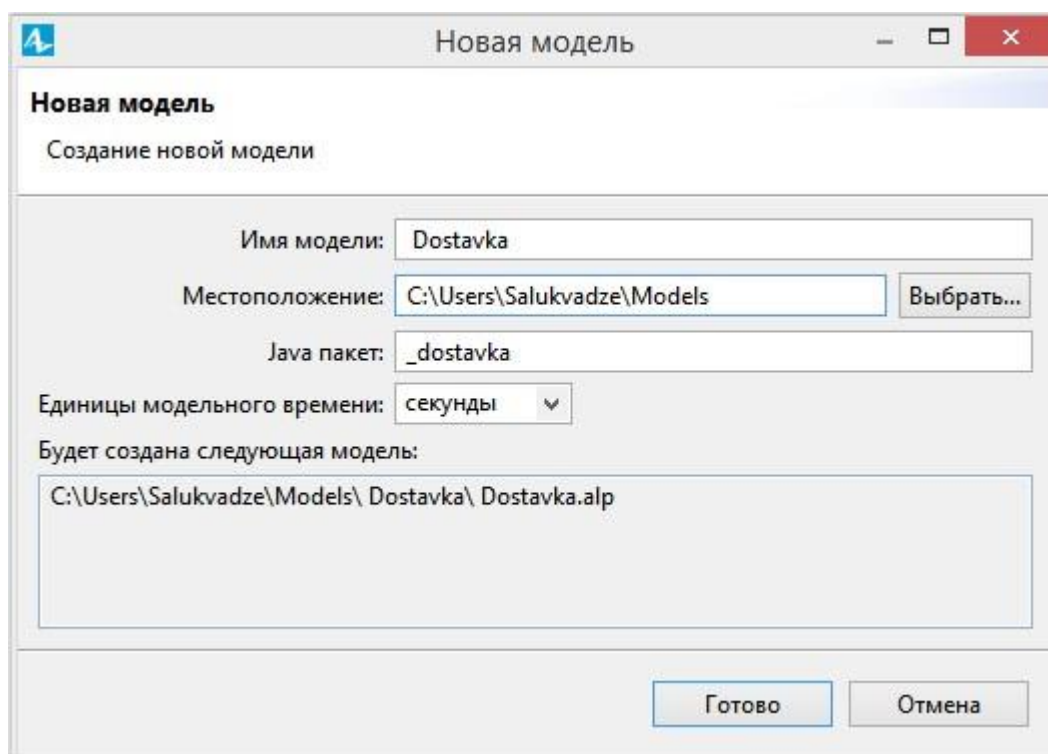 Новая модель
Новая модель
Создание новой модели
Имя модели: Dostavka
Местоположение: C:\Users\Salukvadze\Models Выбрать...
Java пакет: _dostavka
Единицы модельного времени: секунды
Будет создана следующая модель:
C:\Users\Salukvadze\Models\ Dostavka\ Dostavka.alp
Готово Отмена